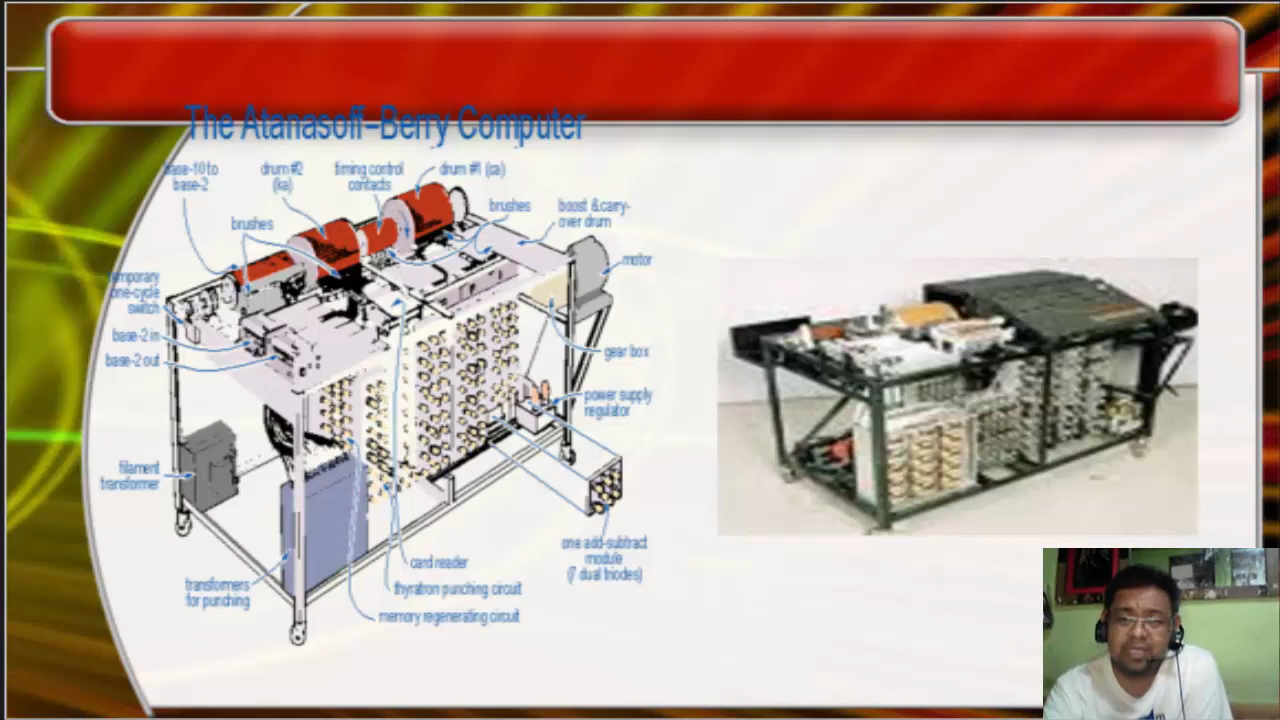 The Atanasoff-Berry Computer
base-10 to
base-2
drum #2
(ka)
timing control
contacts
drum #1 (ca)
brushes
brushes
boost & carry-
over drum
motor
temporary
one-cycle
switch
base-2 in
base-2 out
gear box
power supply
regulator
filament
transformer
one add-subtract
module
(7 dual triodes)
card reader
transformers
for punching
thyratron punching circuit
memory regenerating circuit